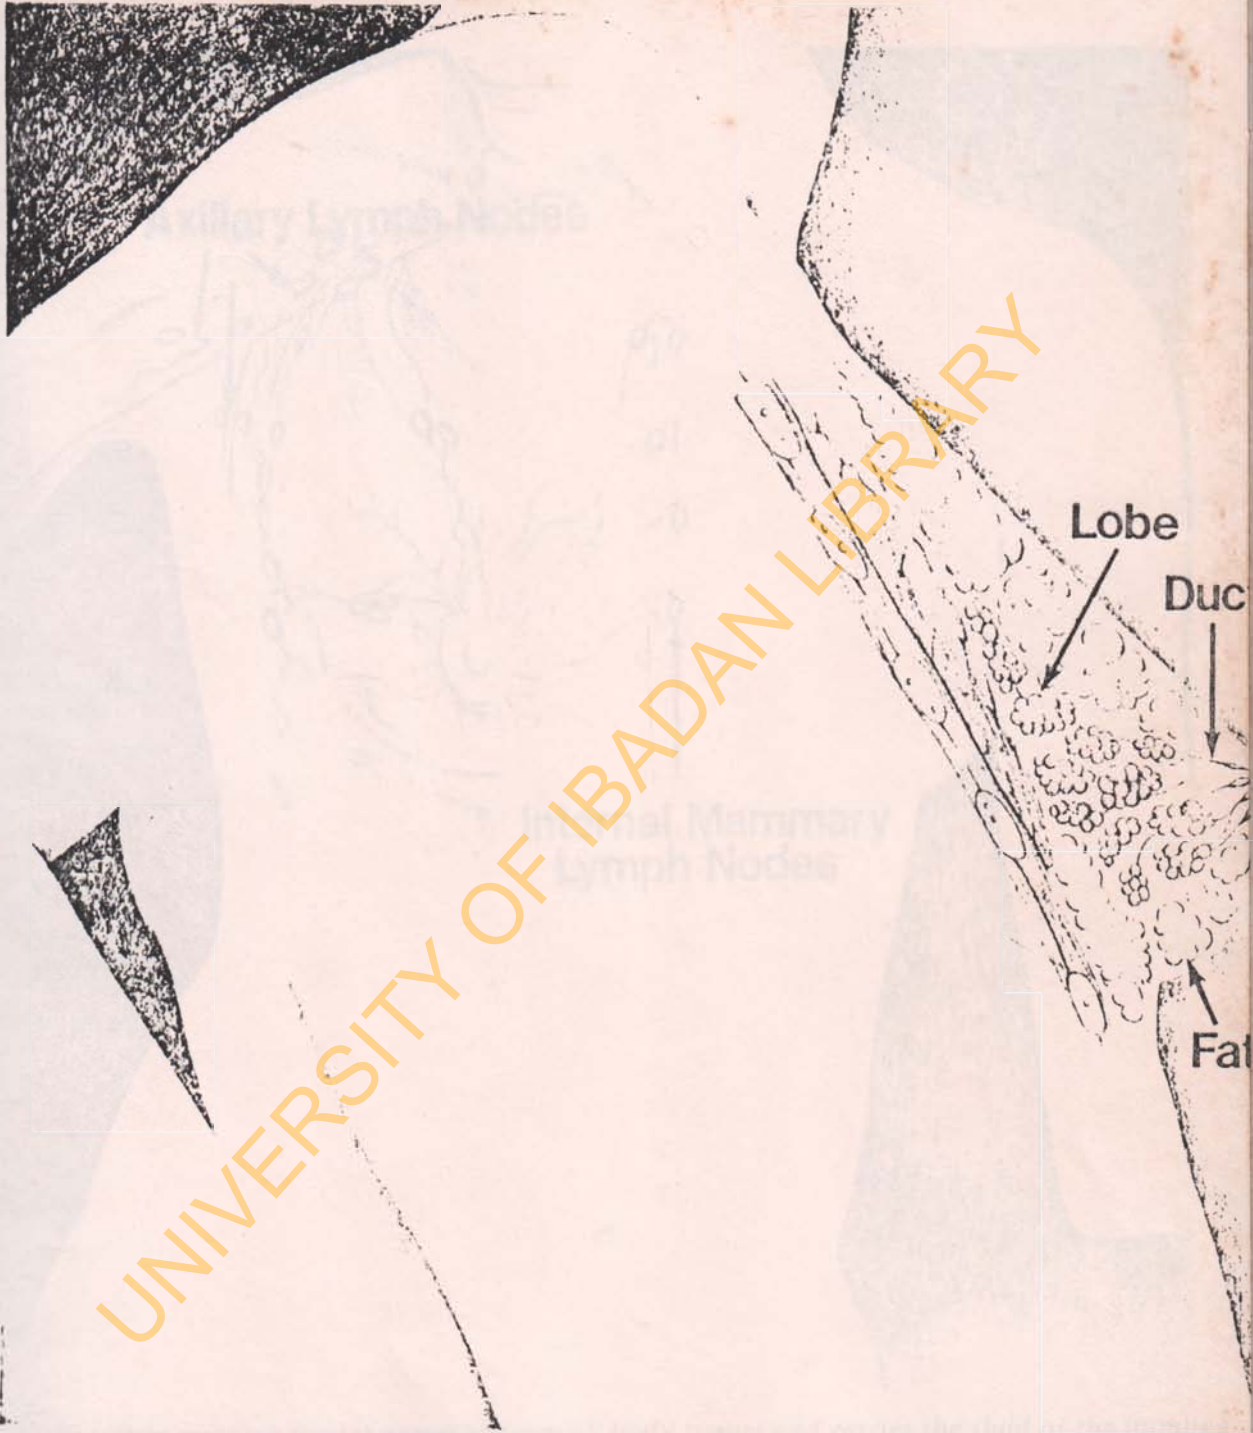 Axillary Lymph Nodes
Lobe
Duc
Internal Mammary
Lymph Nodes
Fat
UNIVERSITY OF IBADAN LIBRARY